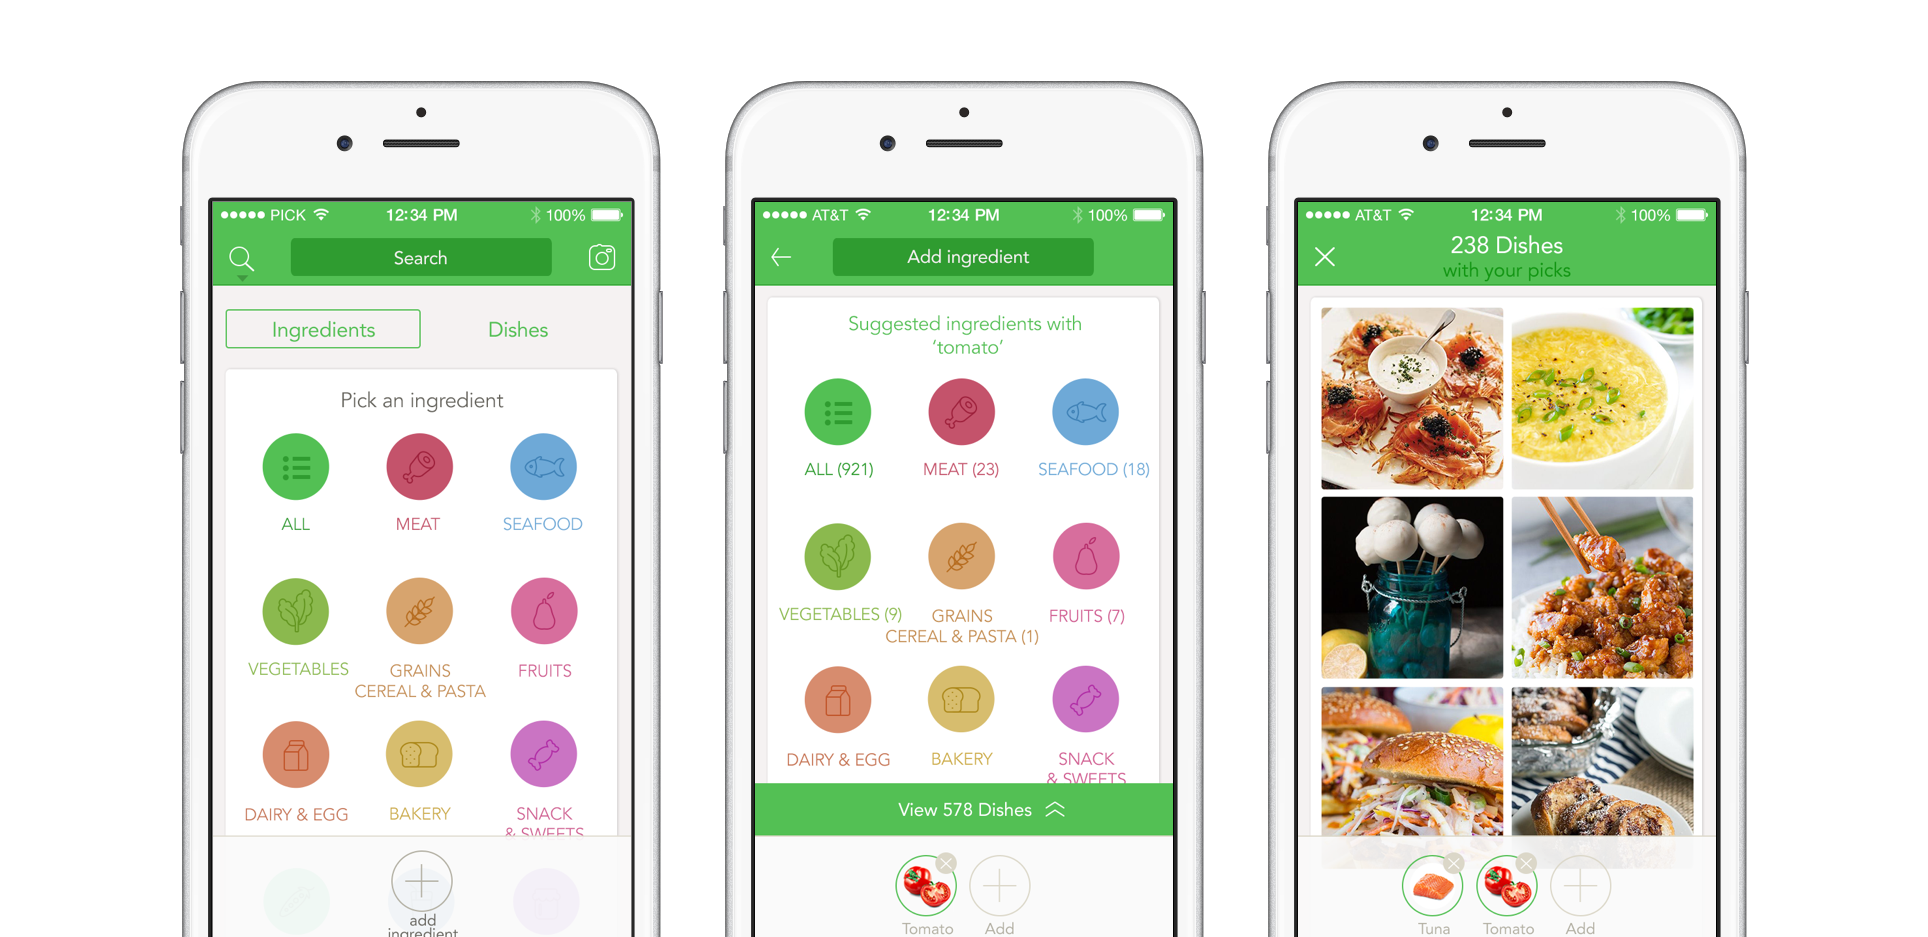 PICK 12:34 PM 100%
Search
Ingredients Dishes
Pick an ingredient
ALL MEAT SEAFOOD
VEGETABLES GRAINS FRUITS
CEREAL & PASTA
DAIRY & EGG BAKERY SNACK
& SWEETS
add
ingredient
AT&T 12:34 PM 100%
Add ingredient
Suggested ingredients with
‘tomato’
ALL (921) MEAT (23) SEAFOOD (18)
VEGETABLES (9) GRAINS FRUITS (7)
CEREAL & PASTA (1)
DAIRY & EGG BAKERY SNACK
& SWEETS
View 578 Dishes
Tomato Add
AT&T 12:34 PM 100%
238 Dishes
with your picks
Tuna Tomato Add